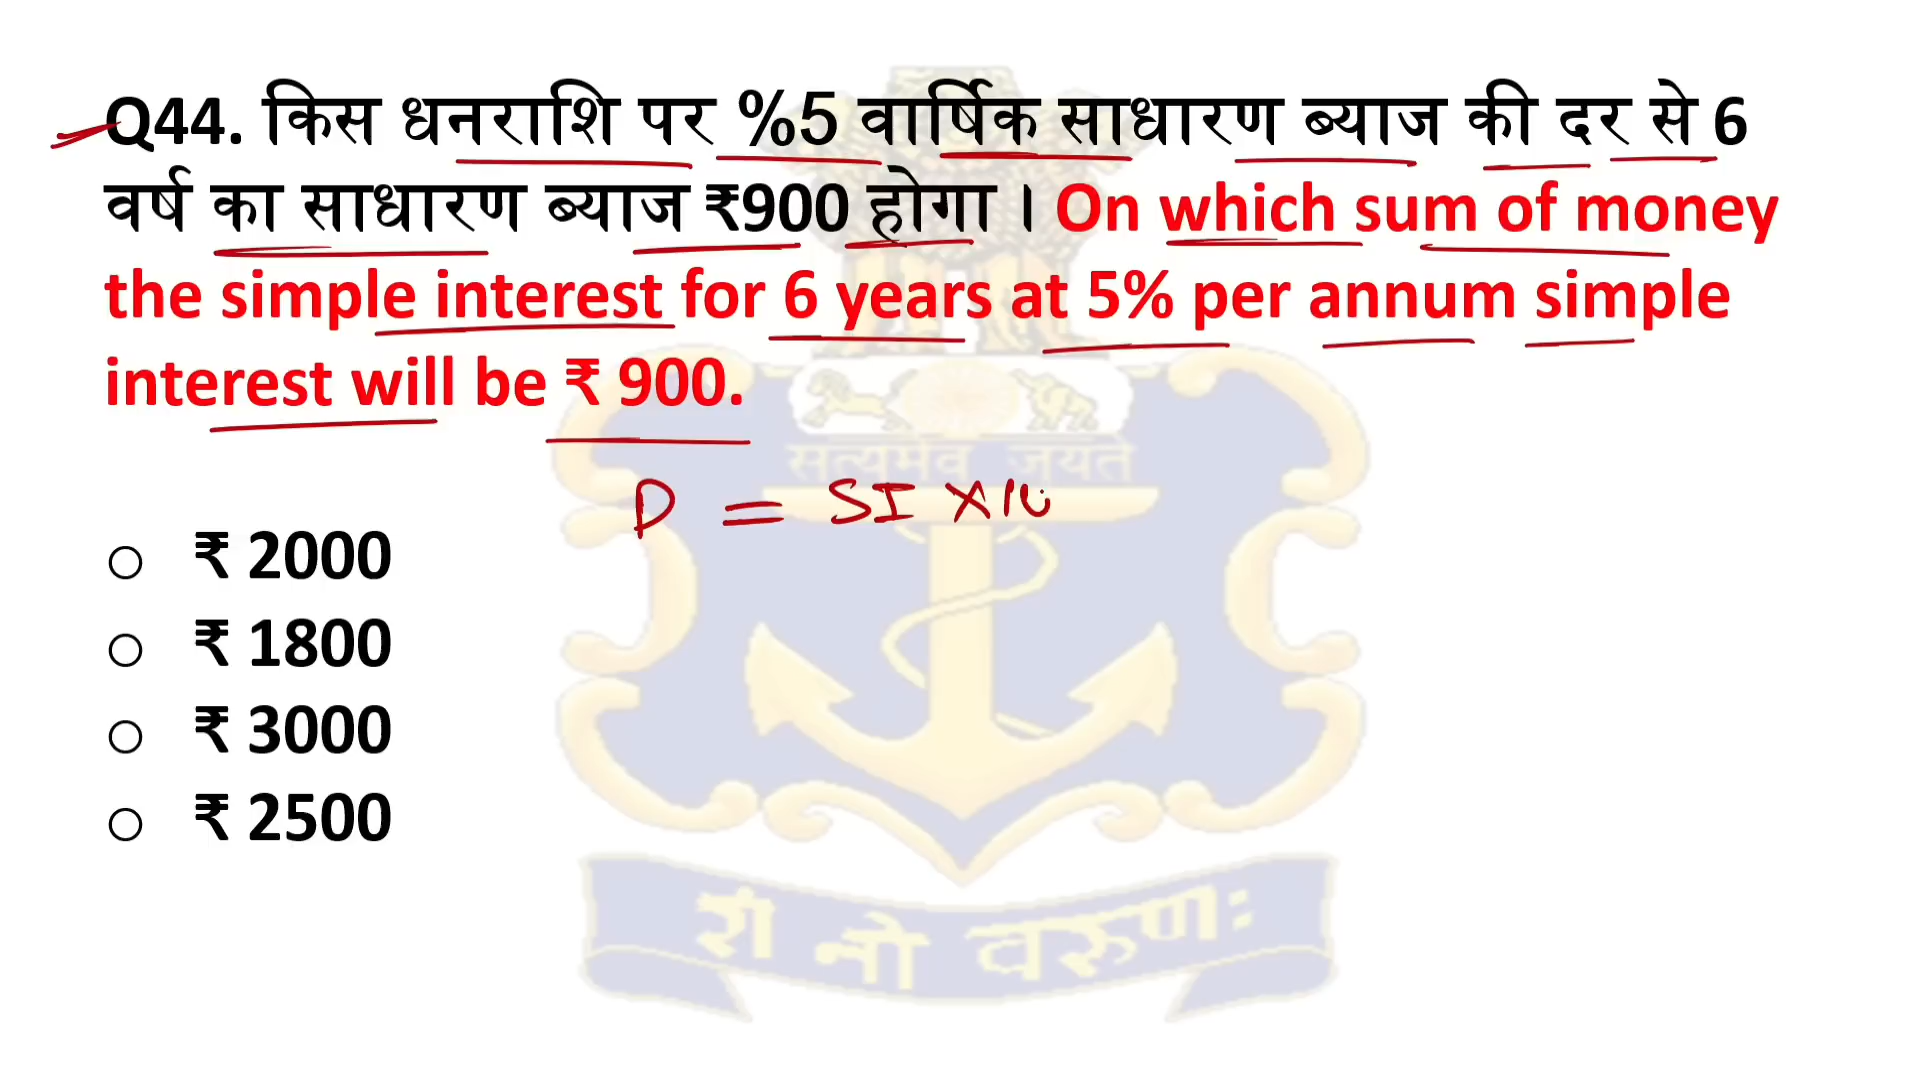 Q44. किस धनराशि पर %5 वार्षिक साधारण ब्याज की दर से 6
वर्ष का साधारण ब्याज ₹900 होगा । On which sum of money
the simple interest for 6 years at 5% per annum simple
interest will be ₹ 900.
सत्यमेव जयते
P = SI ×10
○ ₹ 2000
○ ₹ 1800
○ ₹ 3000
○ ₹ 2500
शं नो वरुणः